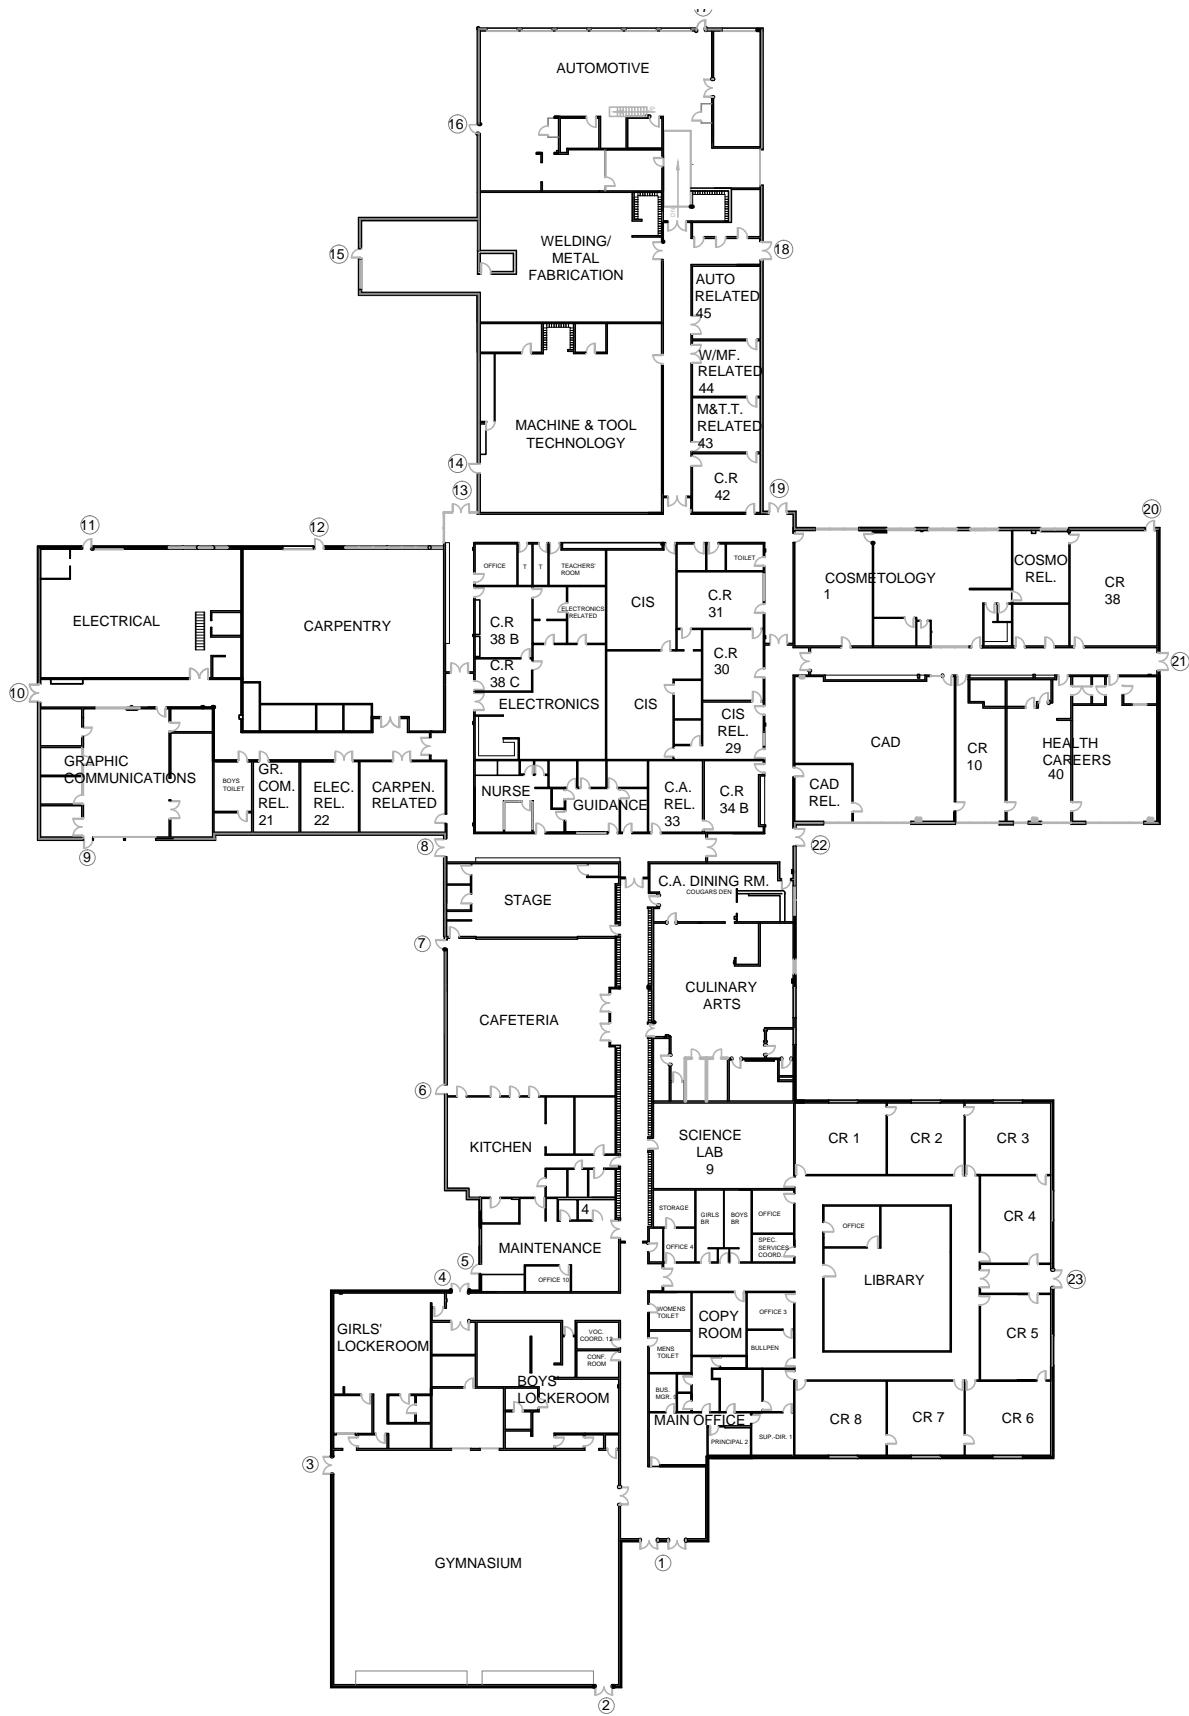 17
AUTOMOTIVE
16
15
WELDING/
METAL
FABRICATION
18
AUTO
RELATED
45
W/MF.
RELATED
44
M&T.T.
RELATED
43
MACHINE & TOOL
TECHNOLOGY
14
C.R
42
13
19
20
11
12
ELECTRICAL
CARPENTRY
OFFICE
T
T
TEACHERS'
ROOM
TOILET
CIS
C.R
31
ELECTRONICS
RELATED
C.R
38 B
C.R
38 C
C.R
30
ELECTRONICS
CIS
CIS
REL.
29
COSMETOLOGY
1
COSMO
REL.
CR
38
21
10
GRAPHIC
COMMUNICATIONS
BOYS
TOILET
GR.
COM.
REL.
21
ELEC.
REL.
22
CARPEN.
RELATED
NURSE
GUIDANCE
C.A.
REL.
33
C.R
34 B
CAD
CAD
REL.
CR
10
HEALTH
CAREERS
40
9
8
22
STAGE
C.A. DINING RM.
COUGARS DEN
7
CAFETERIA
CULINARY
ARTS
6
KITCHEN
SCIENCE
LAB
9
CR 1
CR 2
CR 3
4
STORAGE
GIRLS
BR
BOYS
BR
OFFICE
OFFICE
CR 4
MAINTENANCE
OFFICE 4
SPEC.
SERVICES
COORD.
5
OFFICE 10
LIBRARY
23
4
GIRLS'
LOCKEROOM
VOC.
COORD. 12
CONF.
ROOM
BOYS
LOCKEROOM
WOMENS
TOILET
MENS
TOILET
COPY
ROOM
OFFICE 3
BULLPEN
CR 5
BUS.
MGR.
MAIN OFFICE
PRINCIPAL 2
SUP.-DIR. 1
CR 8
CR 7
CR 6
3
GYMNASIUM
1
2